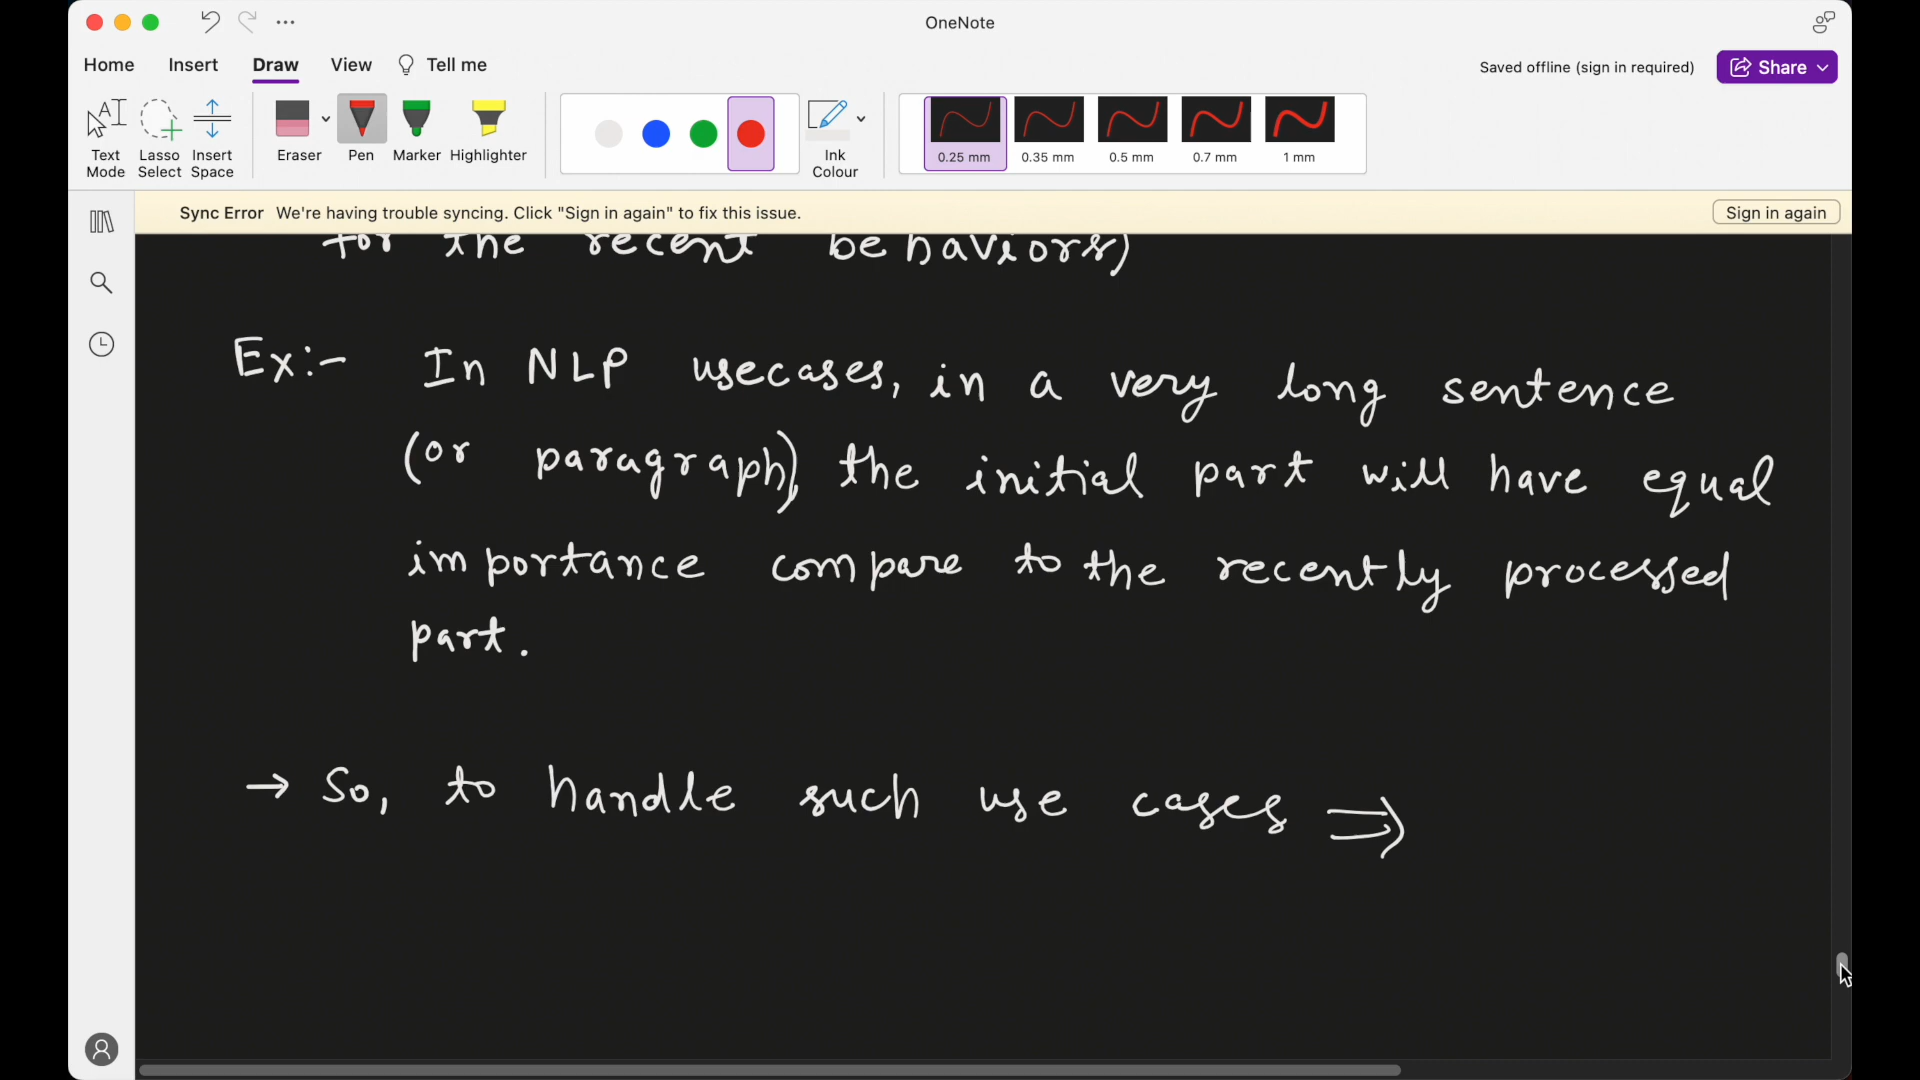 OneNote
Home Insert Draw View Tell me
Saved offline (sign in required) Share
Text Mode
Lasso Select
Insert Space
Eraser
Pen
Marker
Highlighter
Ink Colour
0.25 mm 0.35 mm 0.5 mm 0.7 mm 1 mm
Sync Error We're having trouble syncing. Click "Sign in again" to fix this issue. Sign in again
for the recent behaviors)
Ex:- In NLP usecases, in a very long sentence
(or paragraph), the initial part will have equal
importance compare to the recently processed
part.
→ So, to handle such use cases ⇒